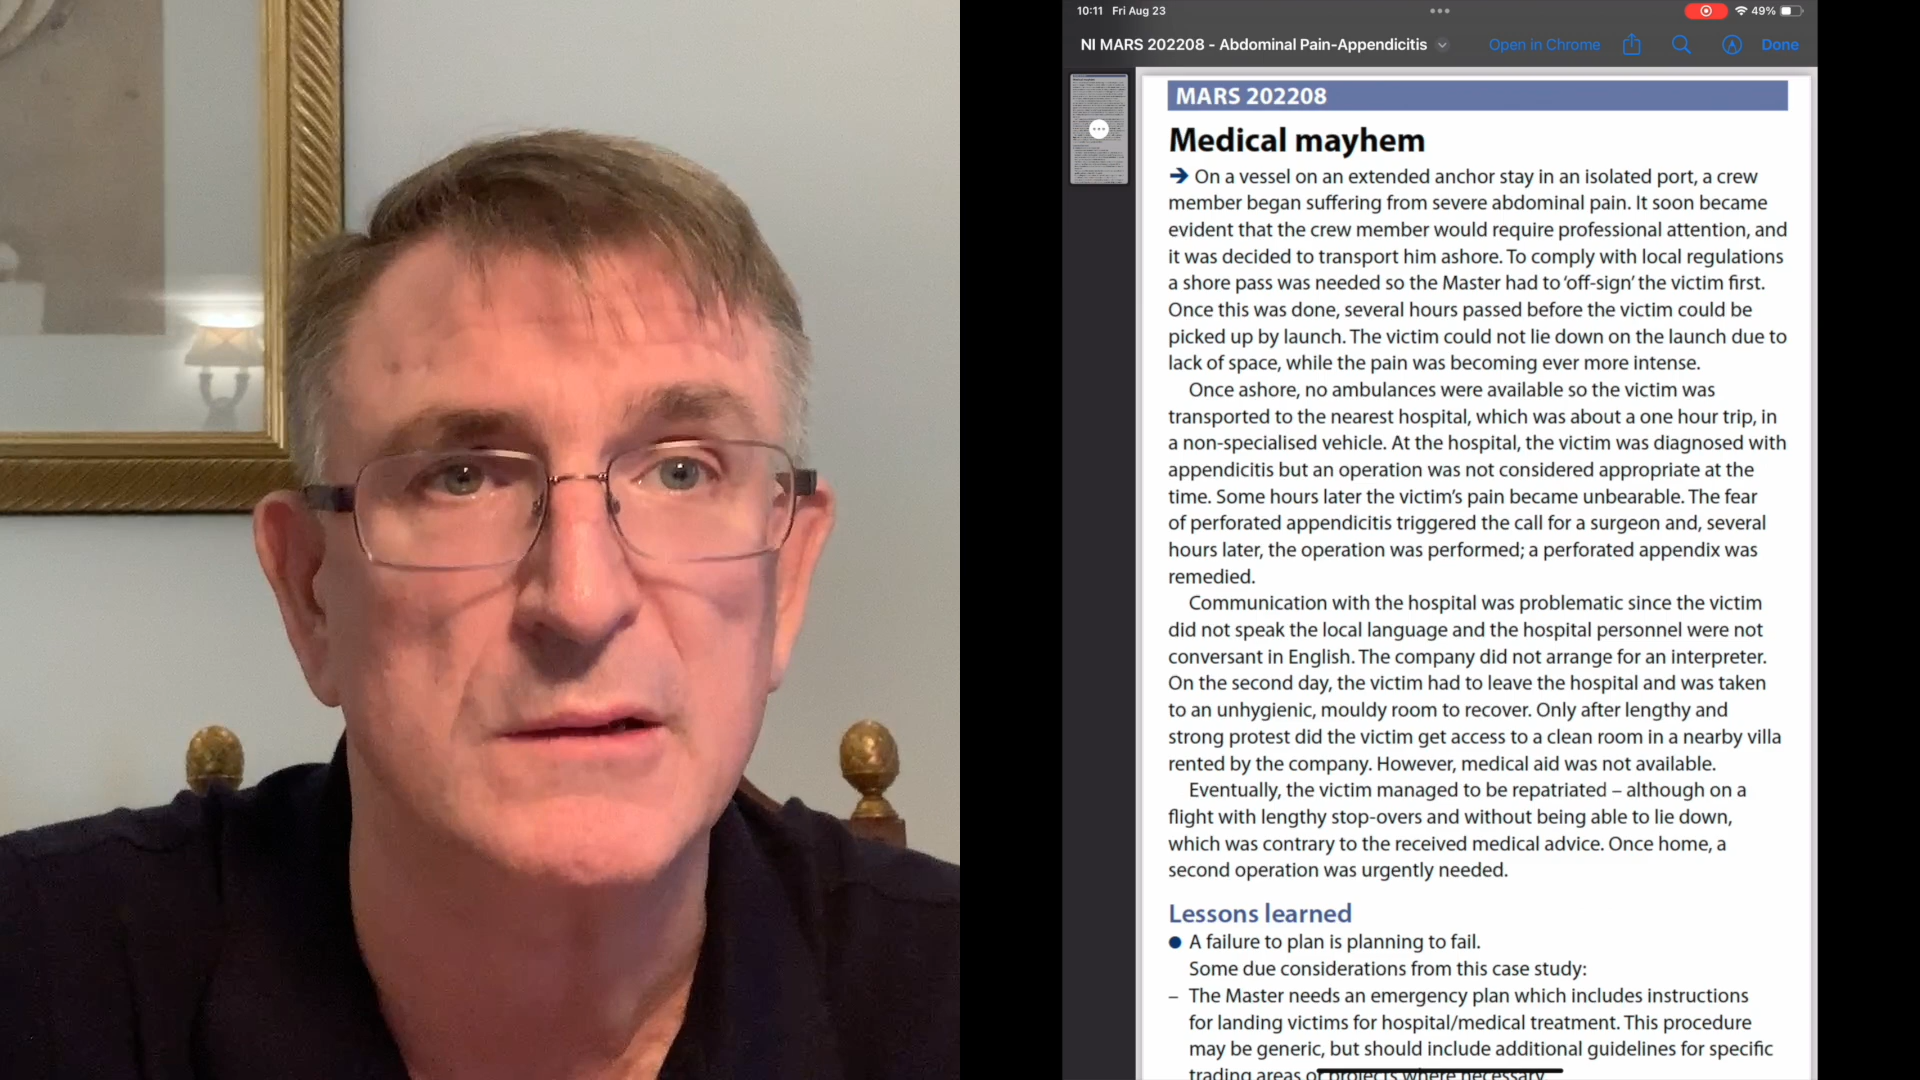 10:11 Fri Aug 23
49%
NI MARS 202208 - Abdominal Pain-Appendicitis
Open in Chrome
Done
MARS 202208
Medical mayhem
→ On a vessel on an extended anchor stay in an isolated port, a crew
member began suffering from severe abdominal pain. It soon became
evident that the crew member would require professional attention, and
it was decided to transport him ashore. To comply with local regulations
a shore pass was needed so the Master had to ‘off-sign’ the victim first.
Once this was done, several hours passed before the victim could be
picked up by launch. The victim could not lie down on the launch due to
lack of space, while the pain was becoming ever more intense.
Once ashore, no ambulances were available so the victim was
transported to the nearest hospital, which was about a one hour trip, in
a non-specialised vehicle. At the hospital, the victim was diagnosed with
appendicitis but an operation was not considered appropriate at the
time. Some hours later the victim’s pain became unbearable. The fear
of perforated appendicitis triggered the call for a surgeon and, several
hours later, the operation was performed; a perforated appendix was
remedied.
Communication with the hospital was problematic since the victim
did not speak the local language and the hospital personnel were not
conversant in English. The company did not arrange for an interpreter.
On the second day, the victim had to leave the hospital and was taken
to an unhygienic, mouldy room to recover. Only after lengthy and
strong protest did the victim get access to a clean room in a nearby villa
rented by the company. However, medical aid was not available.
Eventually, the victim managed to be repatriated – although on a
flight with lengthy stop-overs and without being able to lie down,
which was contrary to the received medical advice. Once home, a
second operation was urgently needed.
Lessons learned
● A failure to plan is planning to fail.
Some due considerations from this case study:
– The Master needs an emergency plan which includes instructions
for landing victims for hospital/medical treatment. This procedure
may be generic, but should include additional guidelines for specific
trading areas or projects where necessary.